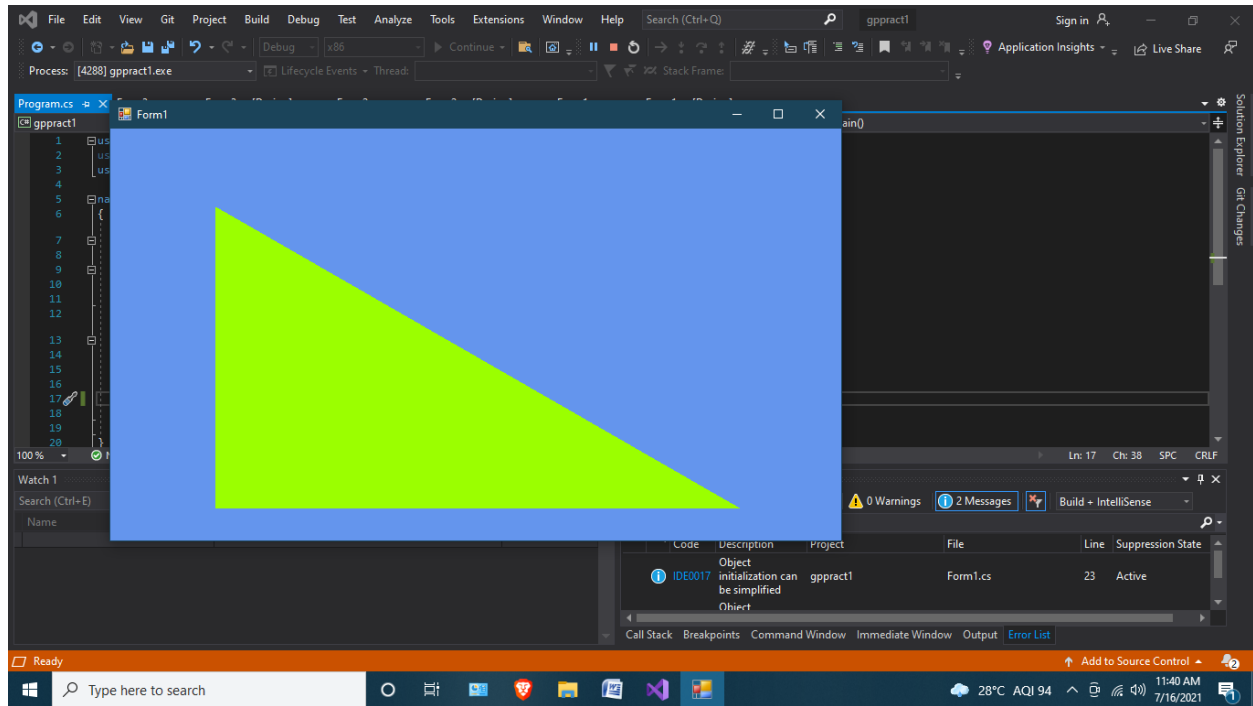 File Edit View Git Project Build Debug Test Analyze Tools Extensions Window Help Search (Ctrl+Q) gppract1 Sign in
Debug x86 Continue Application Insights Live Share
Process: [4288] gppract1.exe Lifecycle Events Thread: Stack Frame:
Program.cs
Form1
Solution Explorer
Git Changes
gppract1 ain()
1 us
2 us
3 us
4
5 na
6 {
7
8
9
10
11
12
13
14
15
16
17
18
19
20 }
100 % Ln: 17 Ch: 38 SPC CRLF
Watch 1
Search (Ctrl+E) 0 Warnings 2 Messages Build + IntelliSense
Name
Code Description Project File Line Suppression State
IDE0017 Object initialization can be simplified gppract1 Form1.cs 23 Active
Object
Call Stack Breakpoints Command Window Immediate Window Output Error List
Ready Add to Source Control 2
Type here to search 28°C AQI 94 11:40 AM
7/16/2021 1